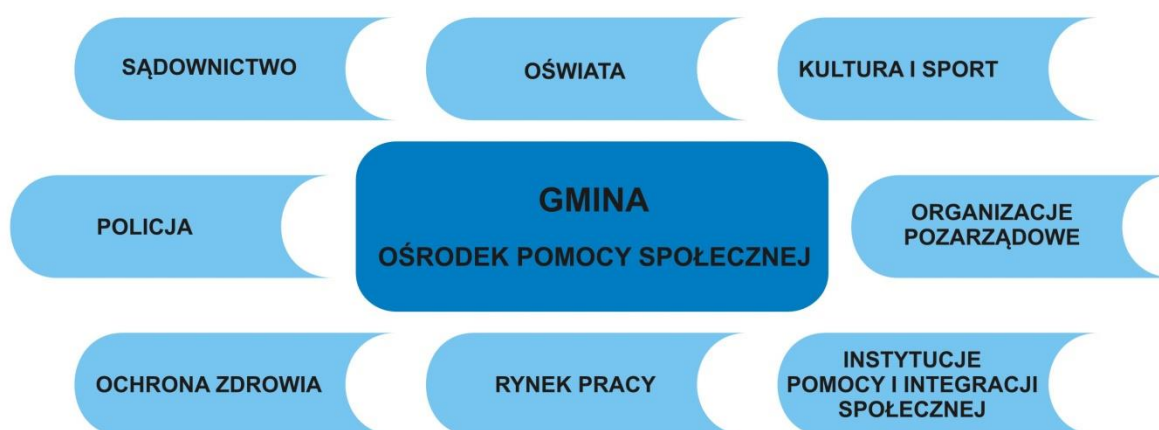 SĄDOWNICTWO
OŚWIATA
KULTURA I SPORT
GMINA
OŚRODEK POMOCY SPOŁECZNEJ
POLICJA
ORGANIZACJE
POZARZĄDOWE
OCHRONA ZDROWIA
RYNEK PRACY
INSTYTUCJE
POMOCY I INTEGRACJI
SPOŁECZNEJ